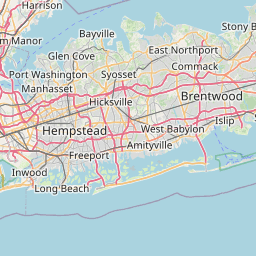 Harrison
Stony B
m Manor
Bayville
Glen Cove
East Northport
Port Washington
Syosset
Commack
Manhasset
Hicksville
Brentwood
Hempstead
West Babylon
Islip
Freeport
Amityville
Inwood
Long Beach